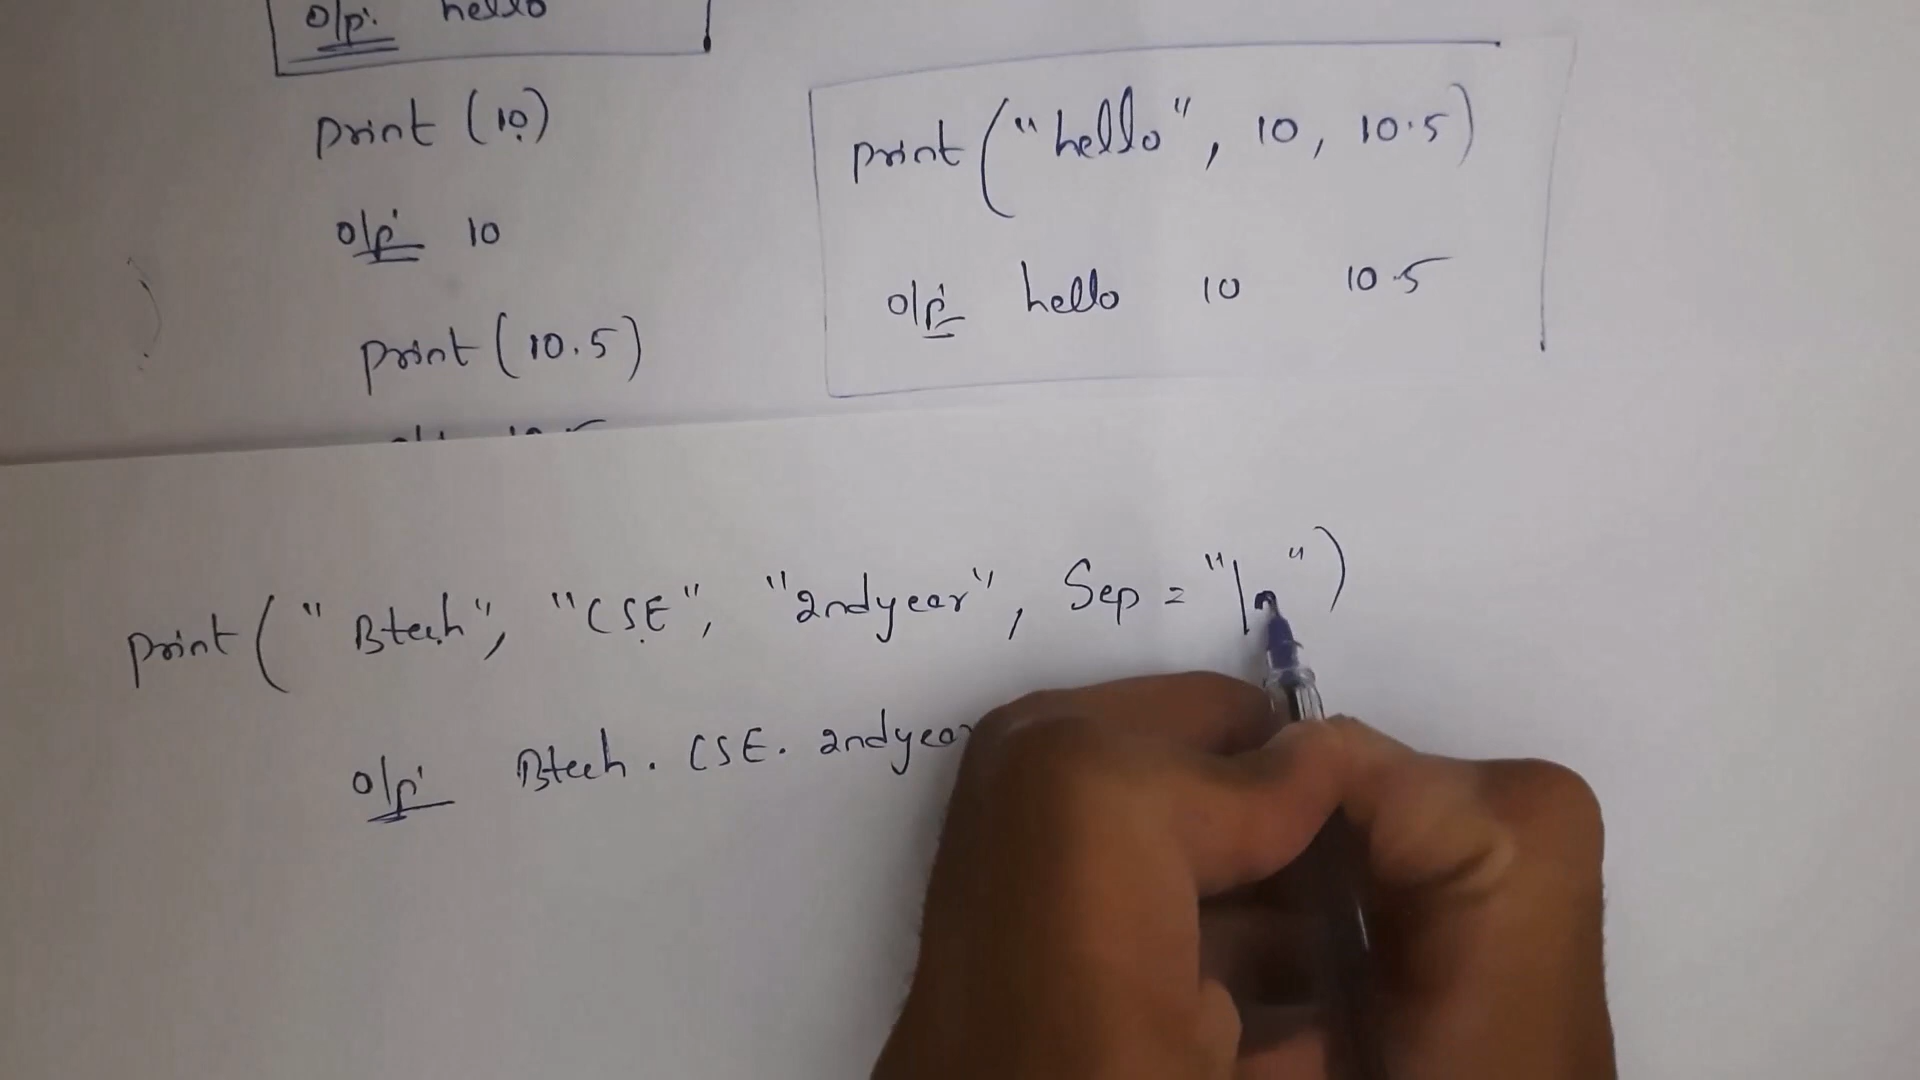 O/p: hello
print (10)
o/p: 10
print (10.5)
print ("hello", 10, 10.5)
o/p: hello 10 10.5
print (" Btech", "CSE", "2ndyear", Sep = "\n")
o/p: Btech. CSE. 2ndyear